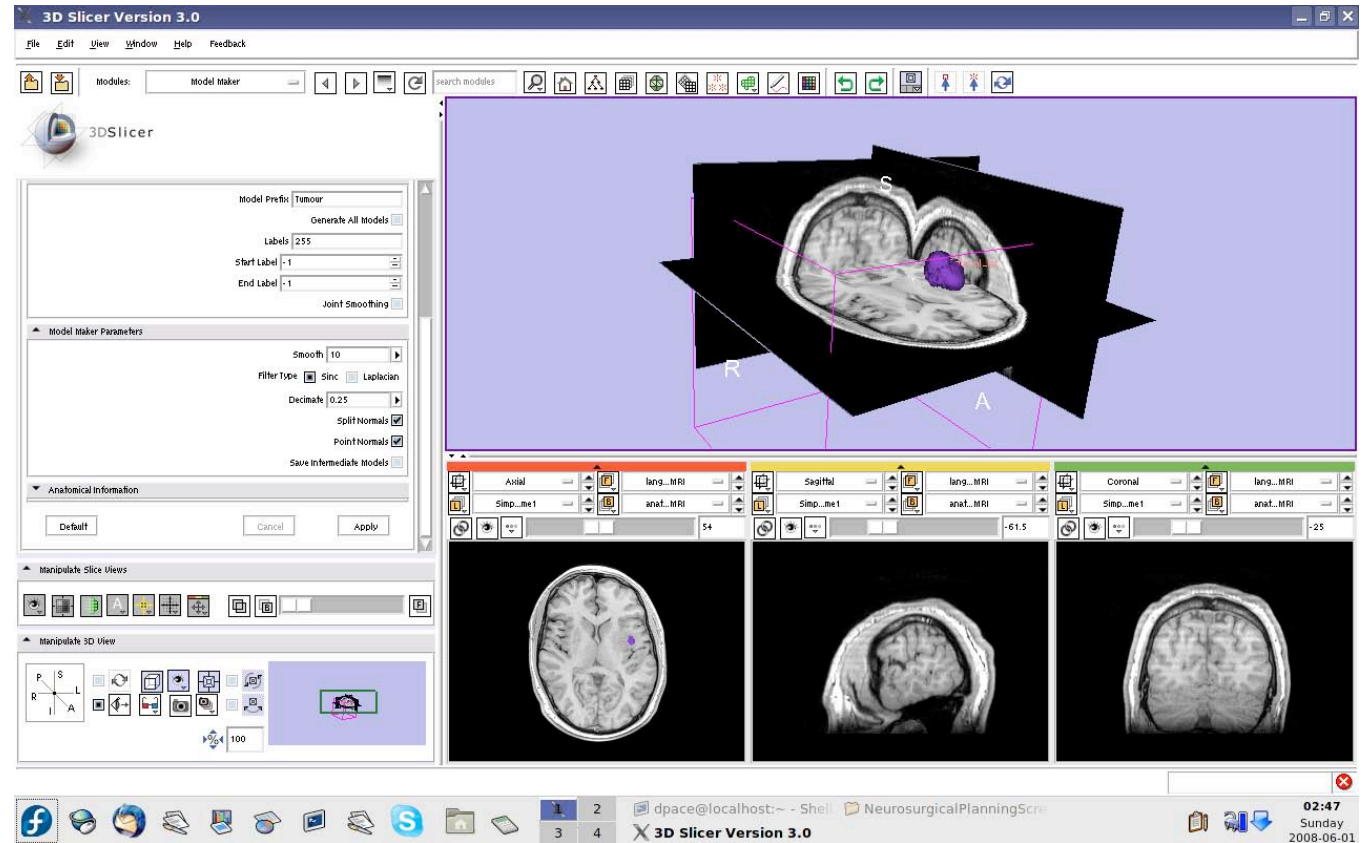 3D Slicer Version 3.0
File Edit View Window Help Feedback
Modules: Model Maker search modules
3DSlicer
Model Prefix Tumour
Generate All Models
Labels 255
Start Label -1
End Label -1
Joint Smoothing
Model Maker Parameters
Smooth 10
Filter Type Sinc Laplacian
Decimate 0.25
Split Normals
Point Normals
Save Intermediate Models
Anatomical Information
Default Cancel Apply
Manipulate Slice Views
Manipulate 3D View
P S
R L
I A
100
S
R
A
Axial lang...MRI
Simp...me1 anat...MRI
54
Sagittal lang...MRI
Simp...me1 anat...MRI
-61.5
Coronal lang...MRI
Simp...me1 anat...MRI
-25
1 2
3 4
dpace@localhost:~ - Shell NeurosurgicalPlanningScre
3D Slicer Version 3.0
02:47
Sunday
2008-06-01